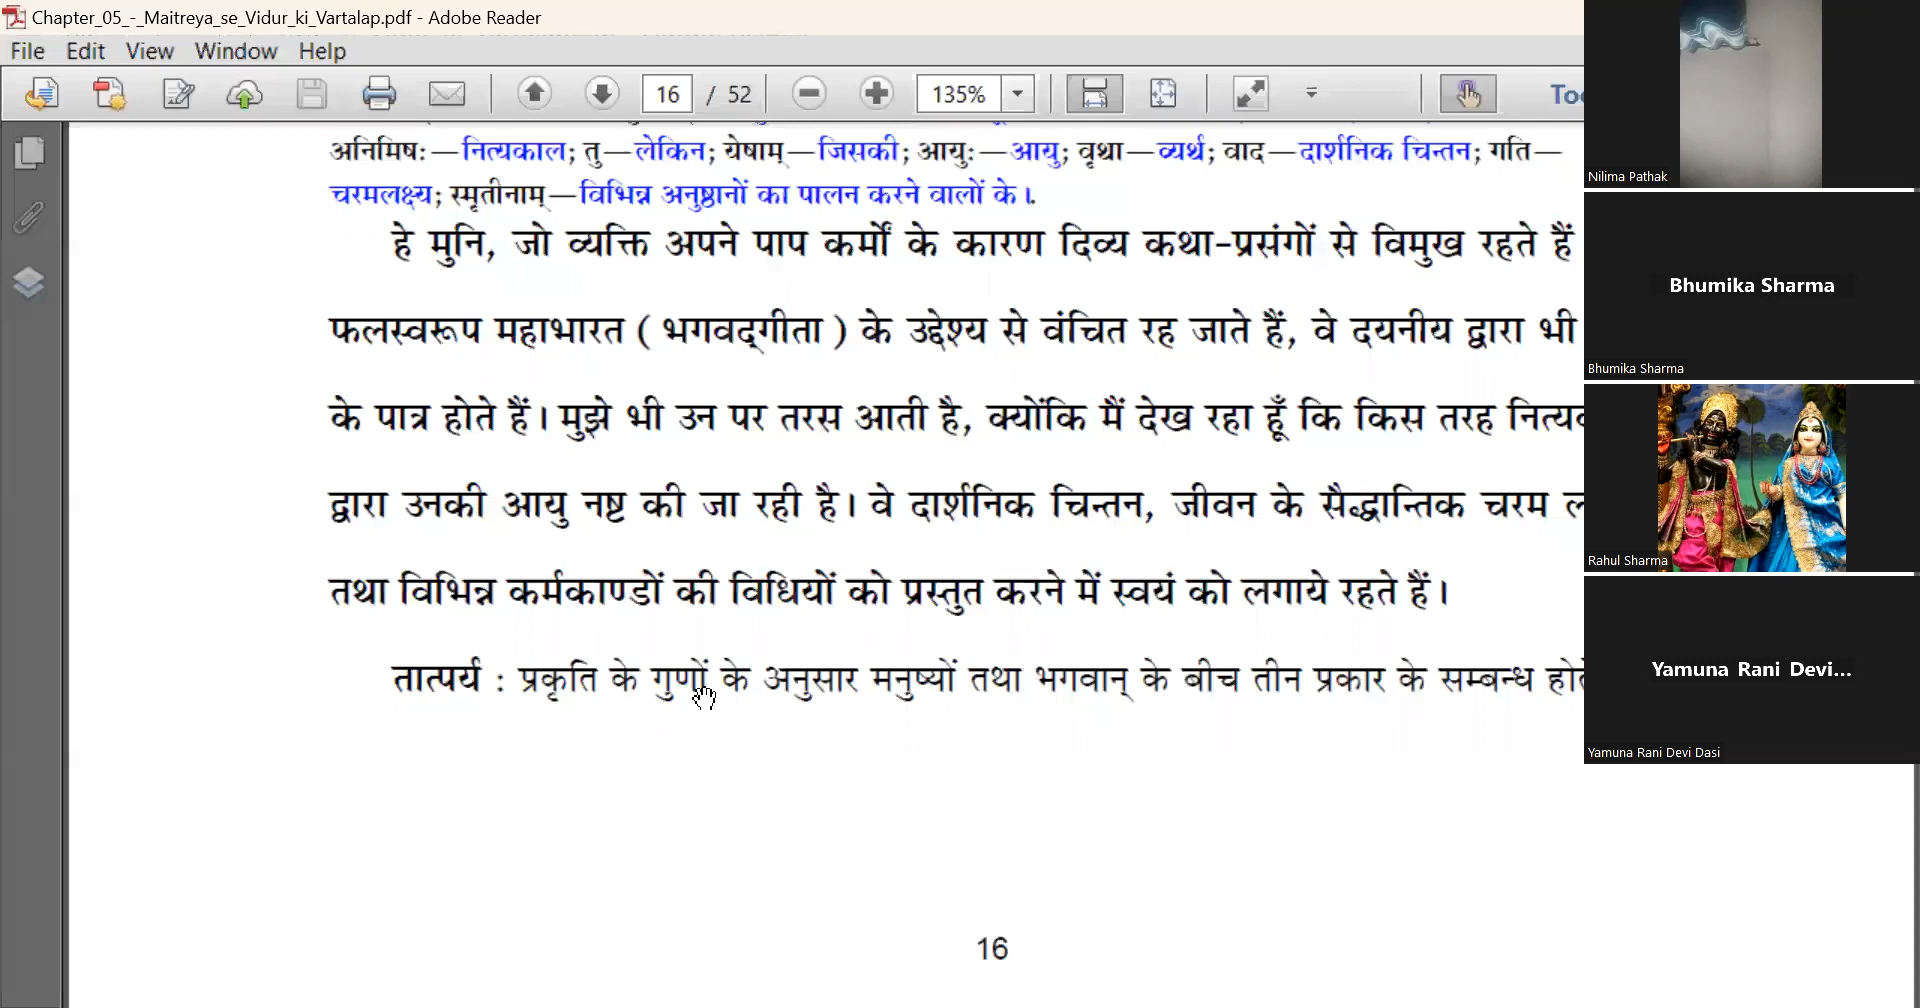 Chapter_05_-_Maitreya_se_Vidur_ki_Vartalap.pdf - Adobe Reader
File Edit View Window Help
16 / 52 135%
अनिमिषः—नित्यकाल; तु—लेकिन; येषाम्—जिसकी; आयुः—आयु; वृथा—व्यर्थ; वाद—दार्शनिक चिन्तन; गति—
चरमलक्ष्य; स्मृतीनाम्—विभिन्न अनुष्ठानों का पालन करने वालों के।.
हे मुनि, जो व्यक्ति अपने पाप कर्मों के कारण दिव्य कथा-प्रसंगों से विमुख रहते हैं
फलस्वरूप महाभारत ( भगवद्‌गीता ) के उद्देश्य से वंचित रह जाते हैं, वे दयनीय द्वारा भी
के पात्र होते हैं। मुझे भी उन पर तरस आती है, क्योंकि मैं देख रहा हूँ कि किस तरह
द्वारा उनकी आयु नष्ट की जा रही है। वे दार्शनिक चिन्तन, जीवन के सैद्धान्तिक चरम
तथा विभिन्न कर्मकाण्डों की विधियों को प्रस्तुत करने में स्वयं को लगाये रहते हैं।
तात्पर्य : प्रकृति के गुणों के अनुसार मनुष्यों तथा भगवान् के बीच तीन प्रकार के सम्बन्ध
16
Nilima Pathak
Bhumika Sharma
Bhumika Sharma
Rahul Sharma
Yamuna Rani Devi...
Yamuna Rani Devi Dasi